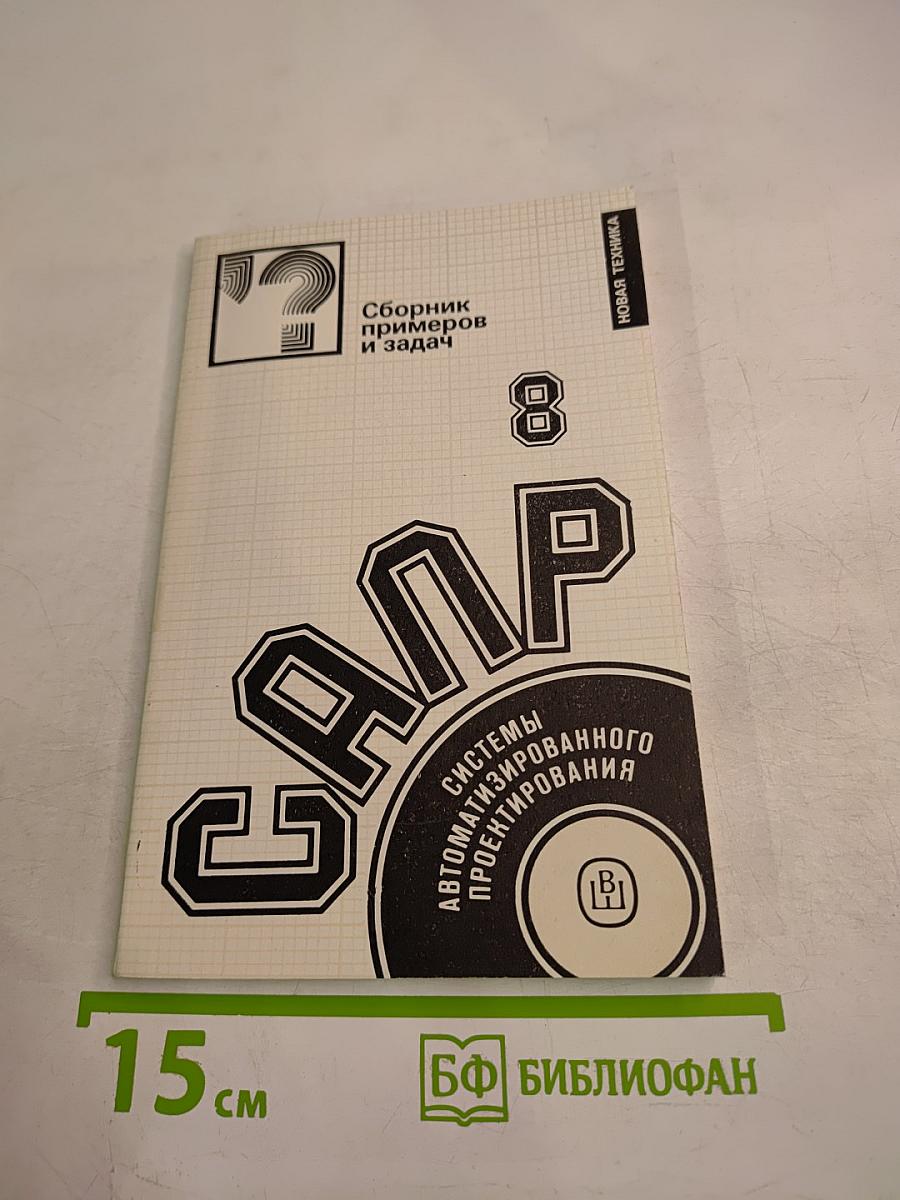 '?
Сборник
примеров
и задач
НОВАЯ ТЕХНИКА
8
САПР
СИСТЕМЫ
АВТОМАТИЗИРОВАННОГО
ПРОЕКТИРОВАНИЯ
ВШ
15 см
БФ БИБЛИОФАН